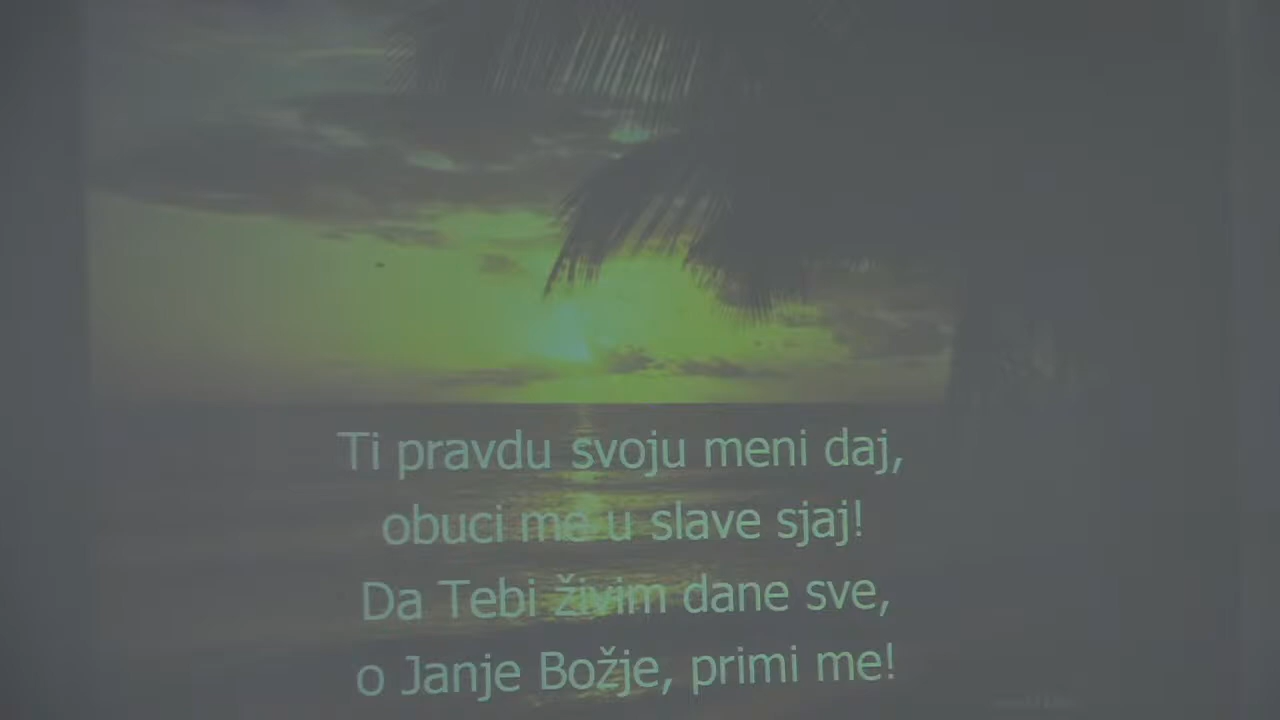 Ti pravdu svoju meni daj,
obuci me u slave sjaj!
Da Tebi živim dane sve,
o Janje Božje, primi me!